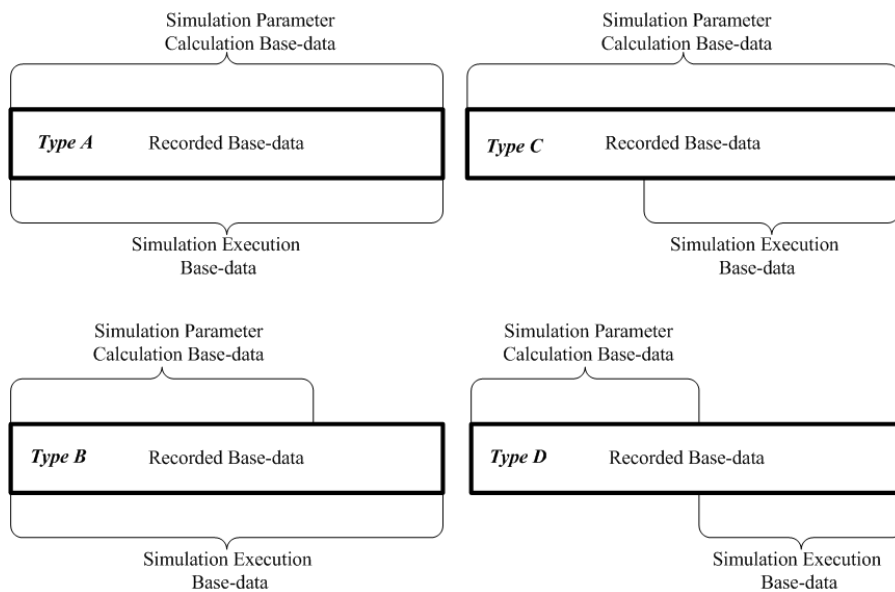 Simulation Parameter
Calculation Base-data
Type A Recorded Base-data
Simulation Execution
Base-data
Simulation Parameter
Calculation Base-data
Type C Recorded Base-data
Simulation Execution
Base-data
Simulation Parameter
Calculation Base-data
Type B Recorded Base-data
Simulation Execution
Base-data
Simulation Parameter
Calculation Base-data
Type D Recorded Base-data
Simulation Execution
Base-data